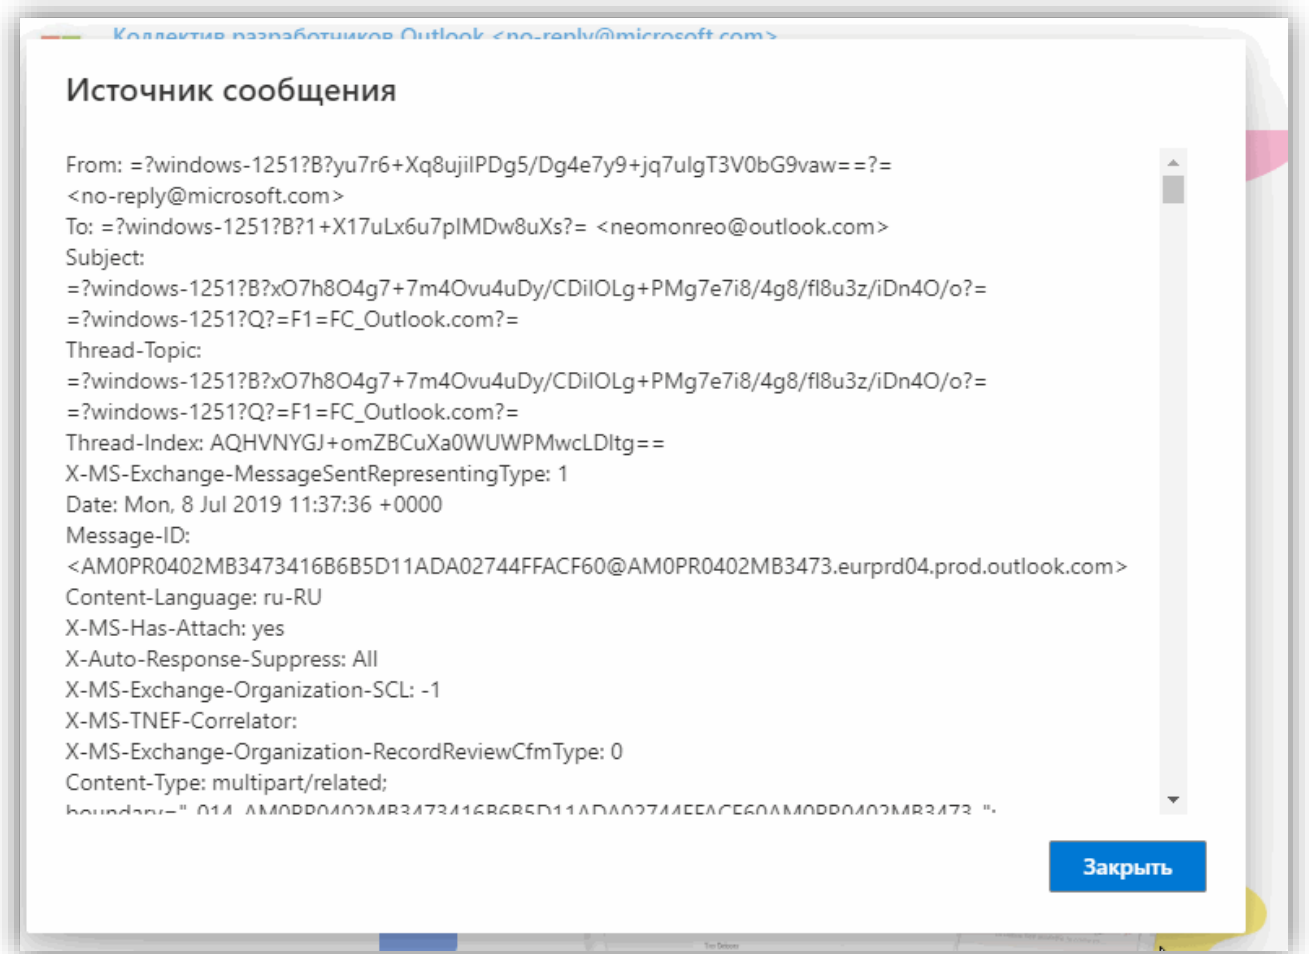 Коллектив разработчиков Outlook <no-reply@microsoft.com>
Источник сообщения
From: =?windows-1251?B?yu7r6+Xq8ujilPDg5/Dg4e7y9+jq7uIgT3V0bG9vaw==?=
<no-reply@microsoft.com>
To: =?windows-1251?B?1+X17uLx6u7pIMDw8uXs?= <neomonreo@outlook.com>
Subject:
=?windows-1251?B?xO7h8O4g7+7m4Ovu4uDy/CDiIOLg+PMg7e7i8/4g8/fl8u3z/iDn4O/o?=
=?windows-1251?Q?=F1=FC_Outlook.com?=
Thread-Topic:
=?windows-1251?B?xO7h8O4g7+7m4Ovu4uDy/CDiIOLg+PMg7e7i8/4g8/fl8u3z/iDn4O/o?=
=?windows-1251?Q?=F1=FC_Outlook.com?=
Thread-Index: AQHVNYGJ+omZBCuXa0WUWPMwcLDltg==
X-MS-Exchange-MessageSentRepresentingType: 1
Date: Mon, 8 Jul 2019 11:37:36 +0000
Message-ID:
<AM0PR0402MB3473416B6B5D11ADA02744FFACF60@AM0PR0402MB3473.eurprd04.prod.outlook.com>
Content-Language: ru-RU
X-MS-Has-Attach: yes
X-Auto-Response-Suppress: All
X-MS-Exchange-Organization-SCL: -1
X-MS-TNEF-Correlator:
X-MS-Exchange-Organization-RecordReviewCfmType: 0
Content-Type: multipart/related;
boundary="_014_AM0PR0402MB3473416B6B5D11ADA02744FFACF60AM0PR0402MB3473_";
Закрыть